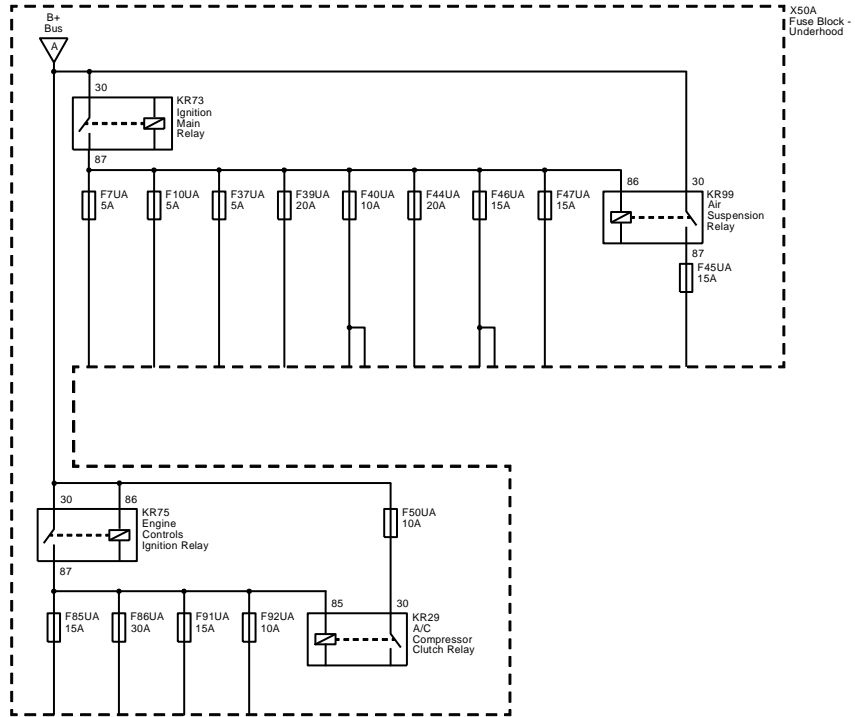 B+
Bus
A
X50A
Fuse Block -
Underhood
30
KR73
Ignition
Main
Relay
87
F7UA
5A
F10UA
5A
F37UA
5A
F39UA
20A
F40UA
10A
F44UA
20A
F46UA
15A
F47UA
15A
86
30
KR99
Air
Suspension
Relay
87
F45UA
15A
30
86
KR75
Engine
Controls
Ignition Relay
87
F50UA
10A
F85UA
15A
F86UA
30A
F91UA
15A
F92UA
10A
85
30
KR29
A/C
Compressor
Clutch Relay